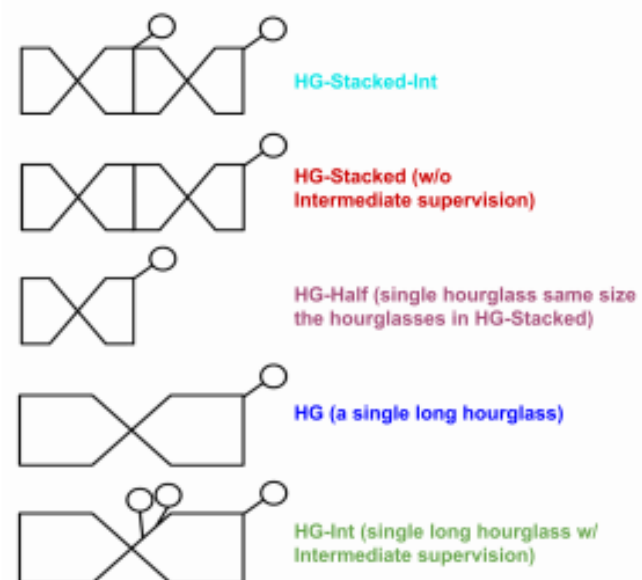 HG-Stacked-Int
HG-Stacked (w/o
Intermediate supervision)
HG-Half (single hourglass same size
the hourglasses in HG-Stacked)
HG (a single long hourglass)
HG-Int (single long hourglass w/
Intermediate supervision)